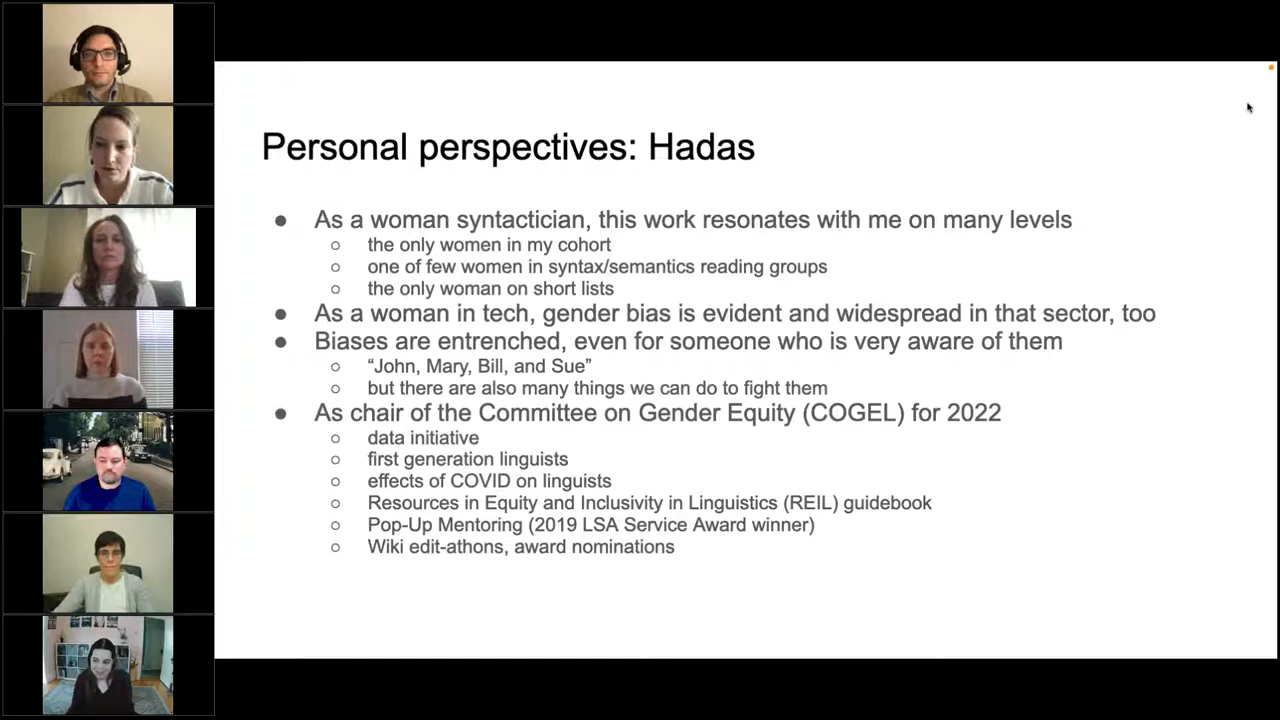 Personal perspectives: Hadas
● As a woman syntactician, this work resonates with me on many levels
○ the only women in my cohort
○ one of few women in syntax/semantics reading groups
○ the only woman on short lists
● As a woman in tech, gender bias is evident and widespread in that sector, too
● Biases are entrenched, even for someone who is very aware of them
○ “John, Mary, Bill, and Sue”
○ but there are also many things we can do to fight them
● As chair of the Committee on Gender Equity (COGEL) for 2022
○ data initiative
○ first generation linguists
○ effects of COVID on linguists
○ Resources in Equity and Inclusivity in Linguistics (REIL) guidebook
○ Pop-Up Mentoring (2019 LSA Service Award winner)
○ Wiki edit-athons, award nominations